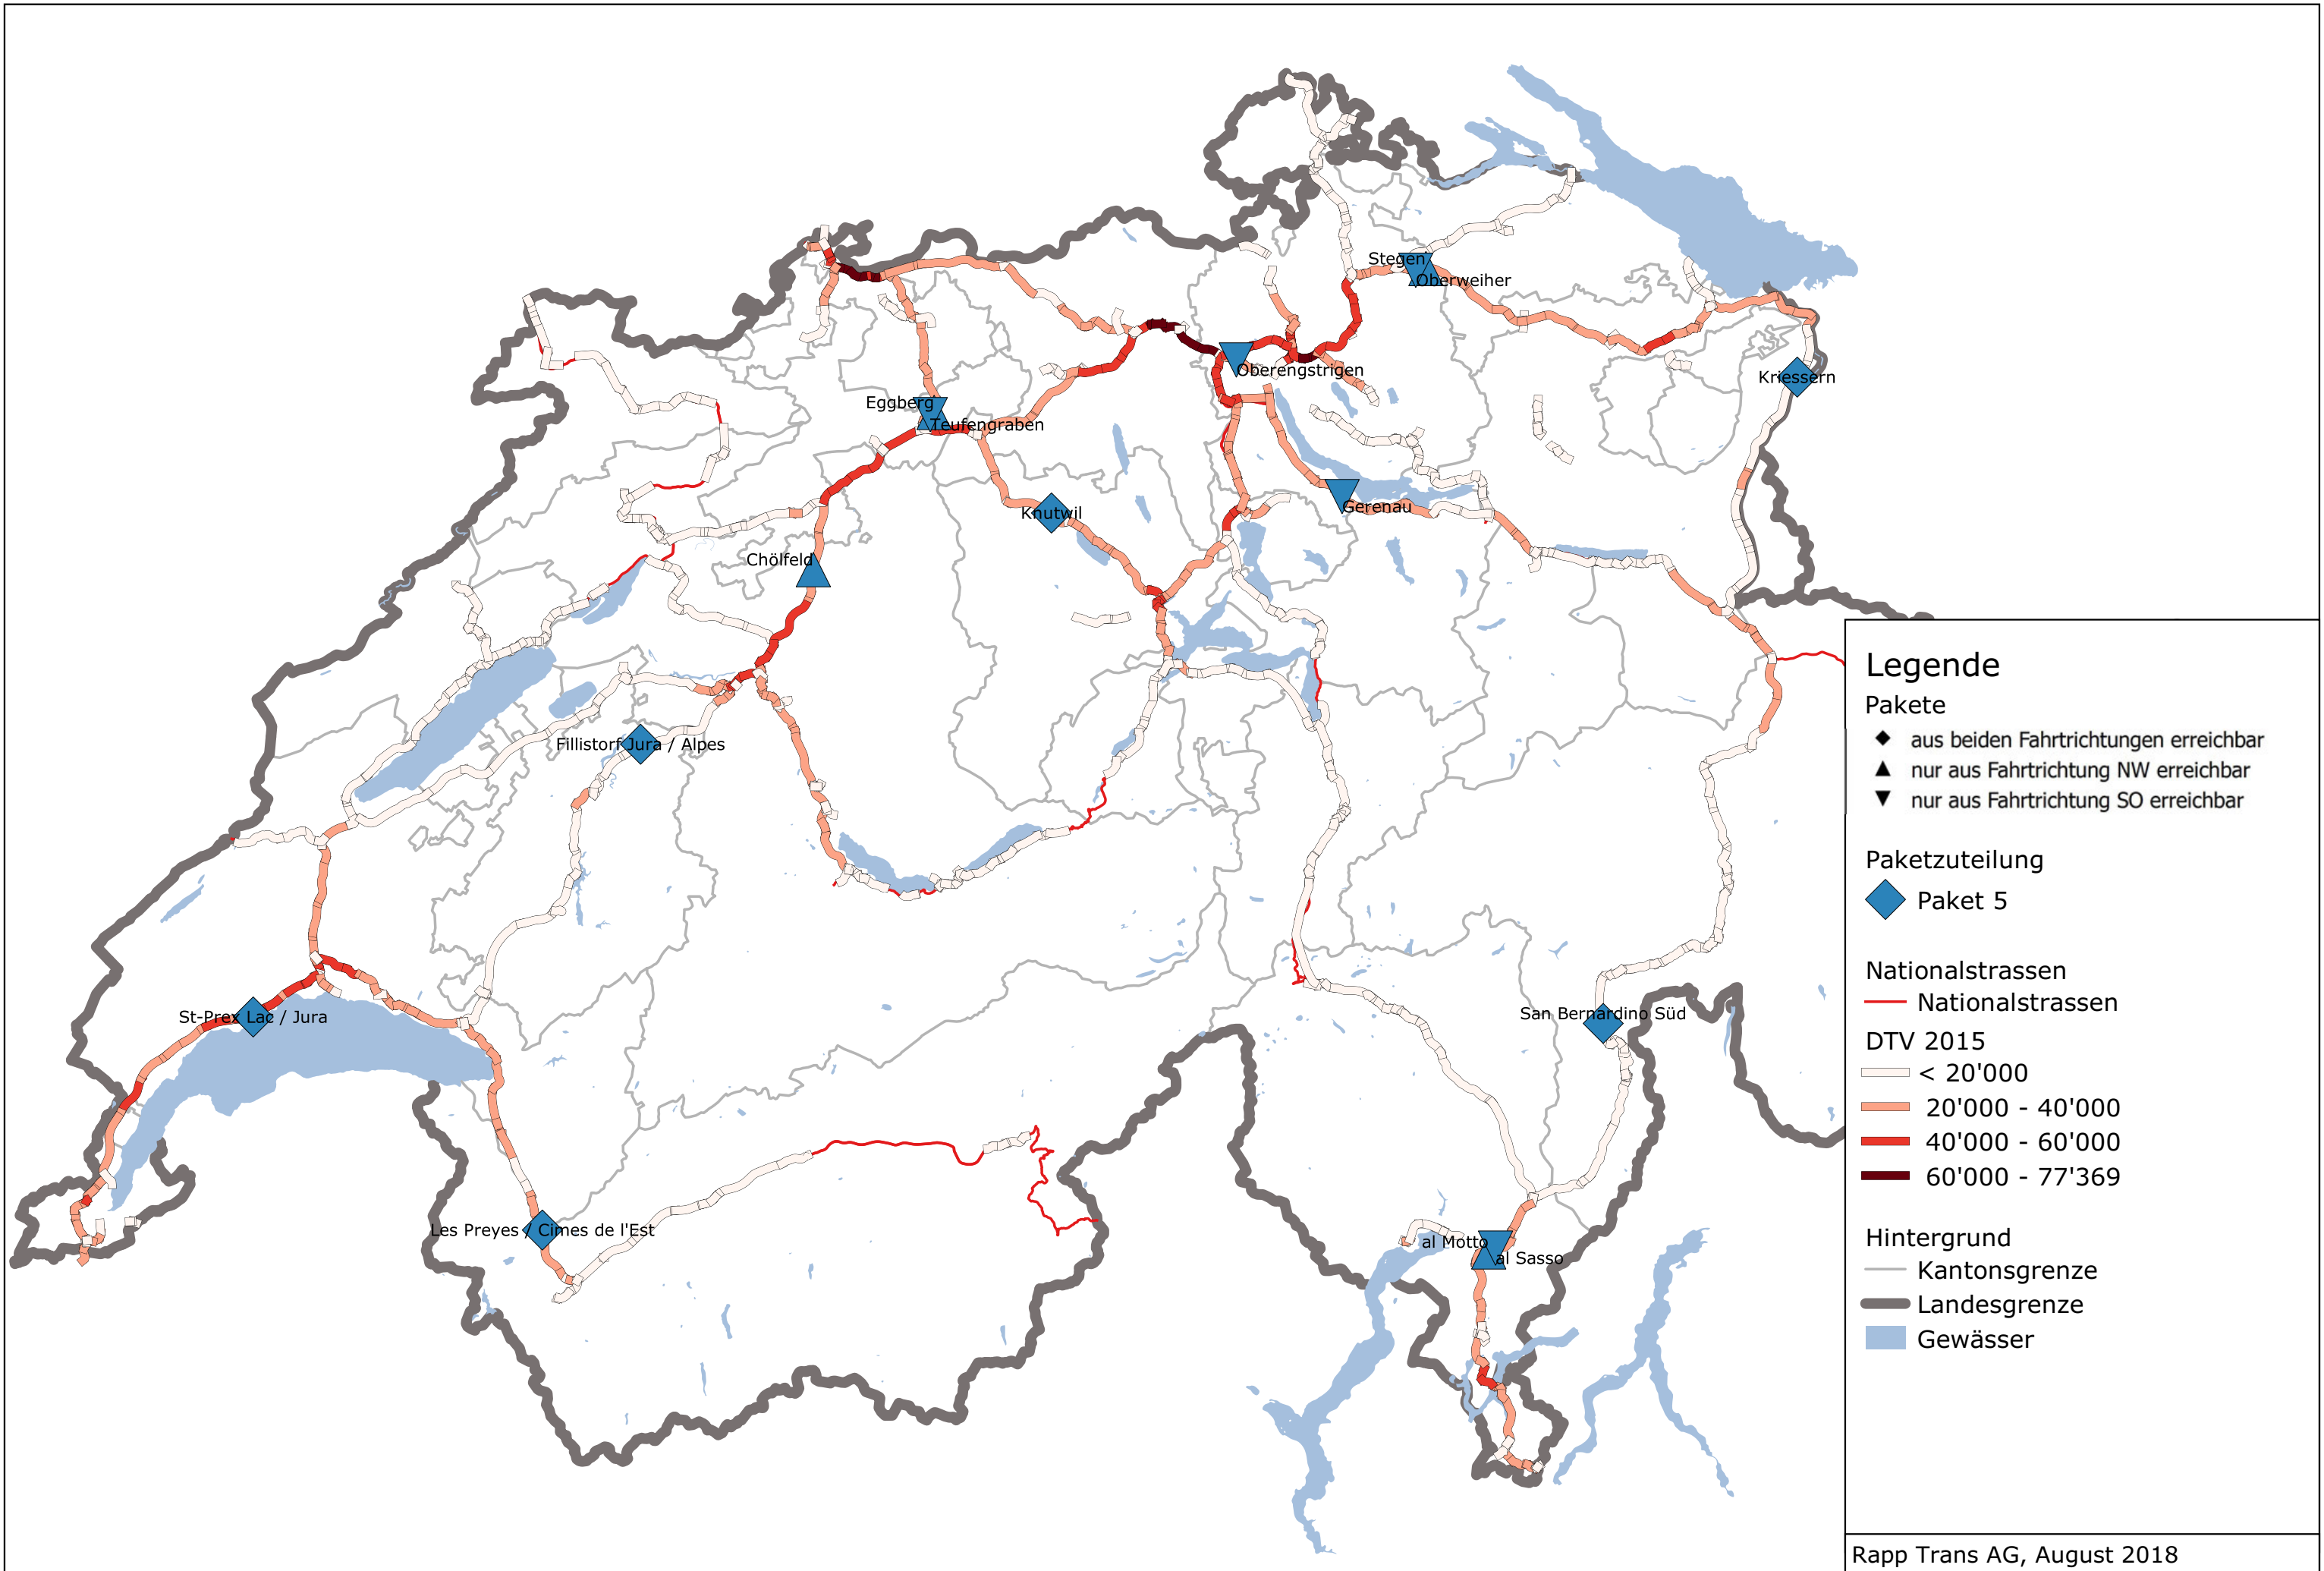 Stegen
Oberweiher
Oberengstrigen
Kriessern
Eggberg
Teufengraben
Gerenau
Knutwil
Chölfeld
Fillistorf Jura / Alpes
St-Prex Lac / Jura
San Bernardino Süd
Les Preyes / Cimes de l'Est
al Motto
al Sasso
Legende
Pakete
aus beiden Fahrtrichtungen erreichbar
nur aus Fahrtrichtung NW erreichbar
nur aus Fahrtrichtung SO erreichbar
Paketzuteilung
Paket 5
Nationalstrassen
Nationalstrassen
DTV 2015
< 20'000
20'000 - 40'000
40'000 - 60'000
60'000 - 77'369
Hintergrund
Kantonsgrenze
Landesgrenze
Gewässer
Rapp Trans AG, August 2018